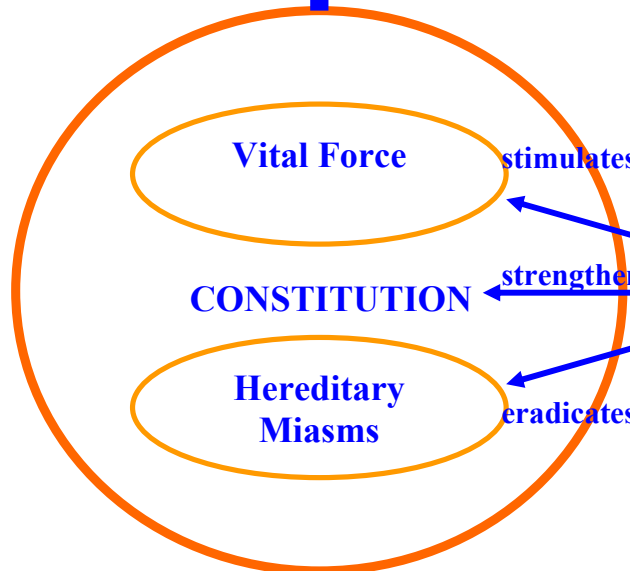 Vital Force
stimulates
CONSTITUTION
strengthen
Hereditary
Miasms
eradicates